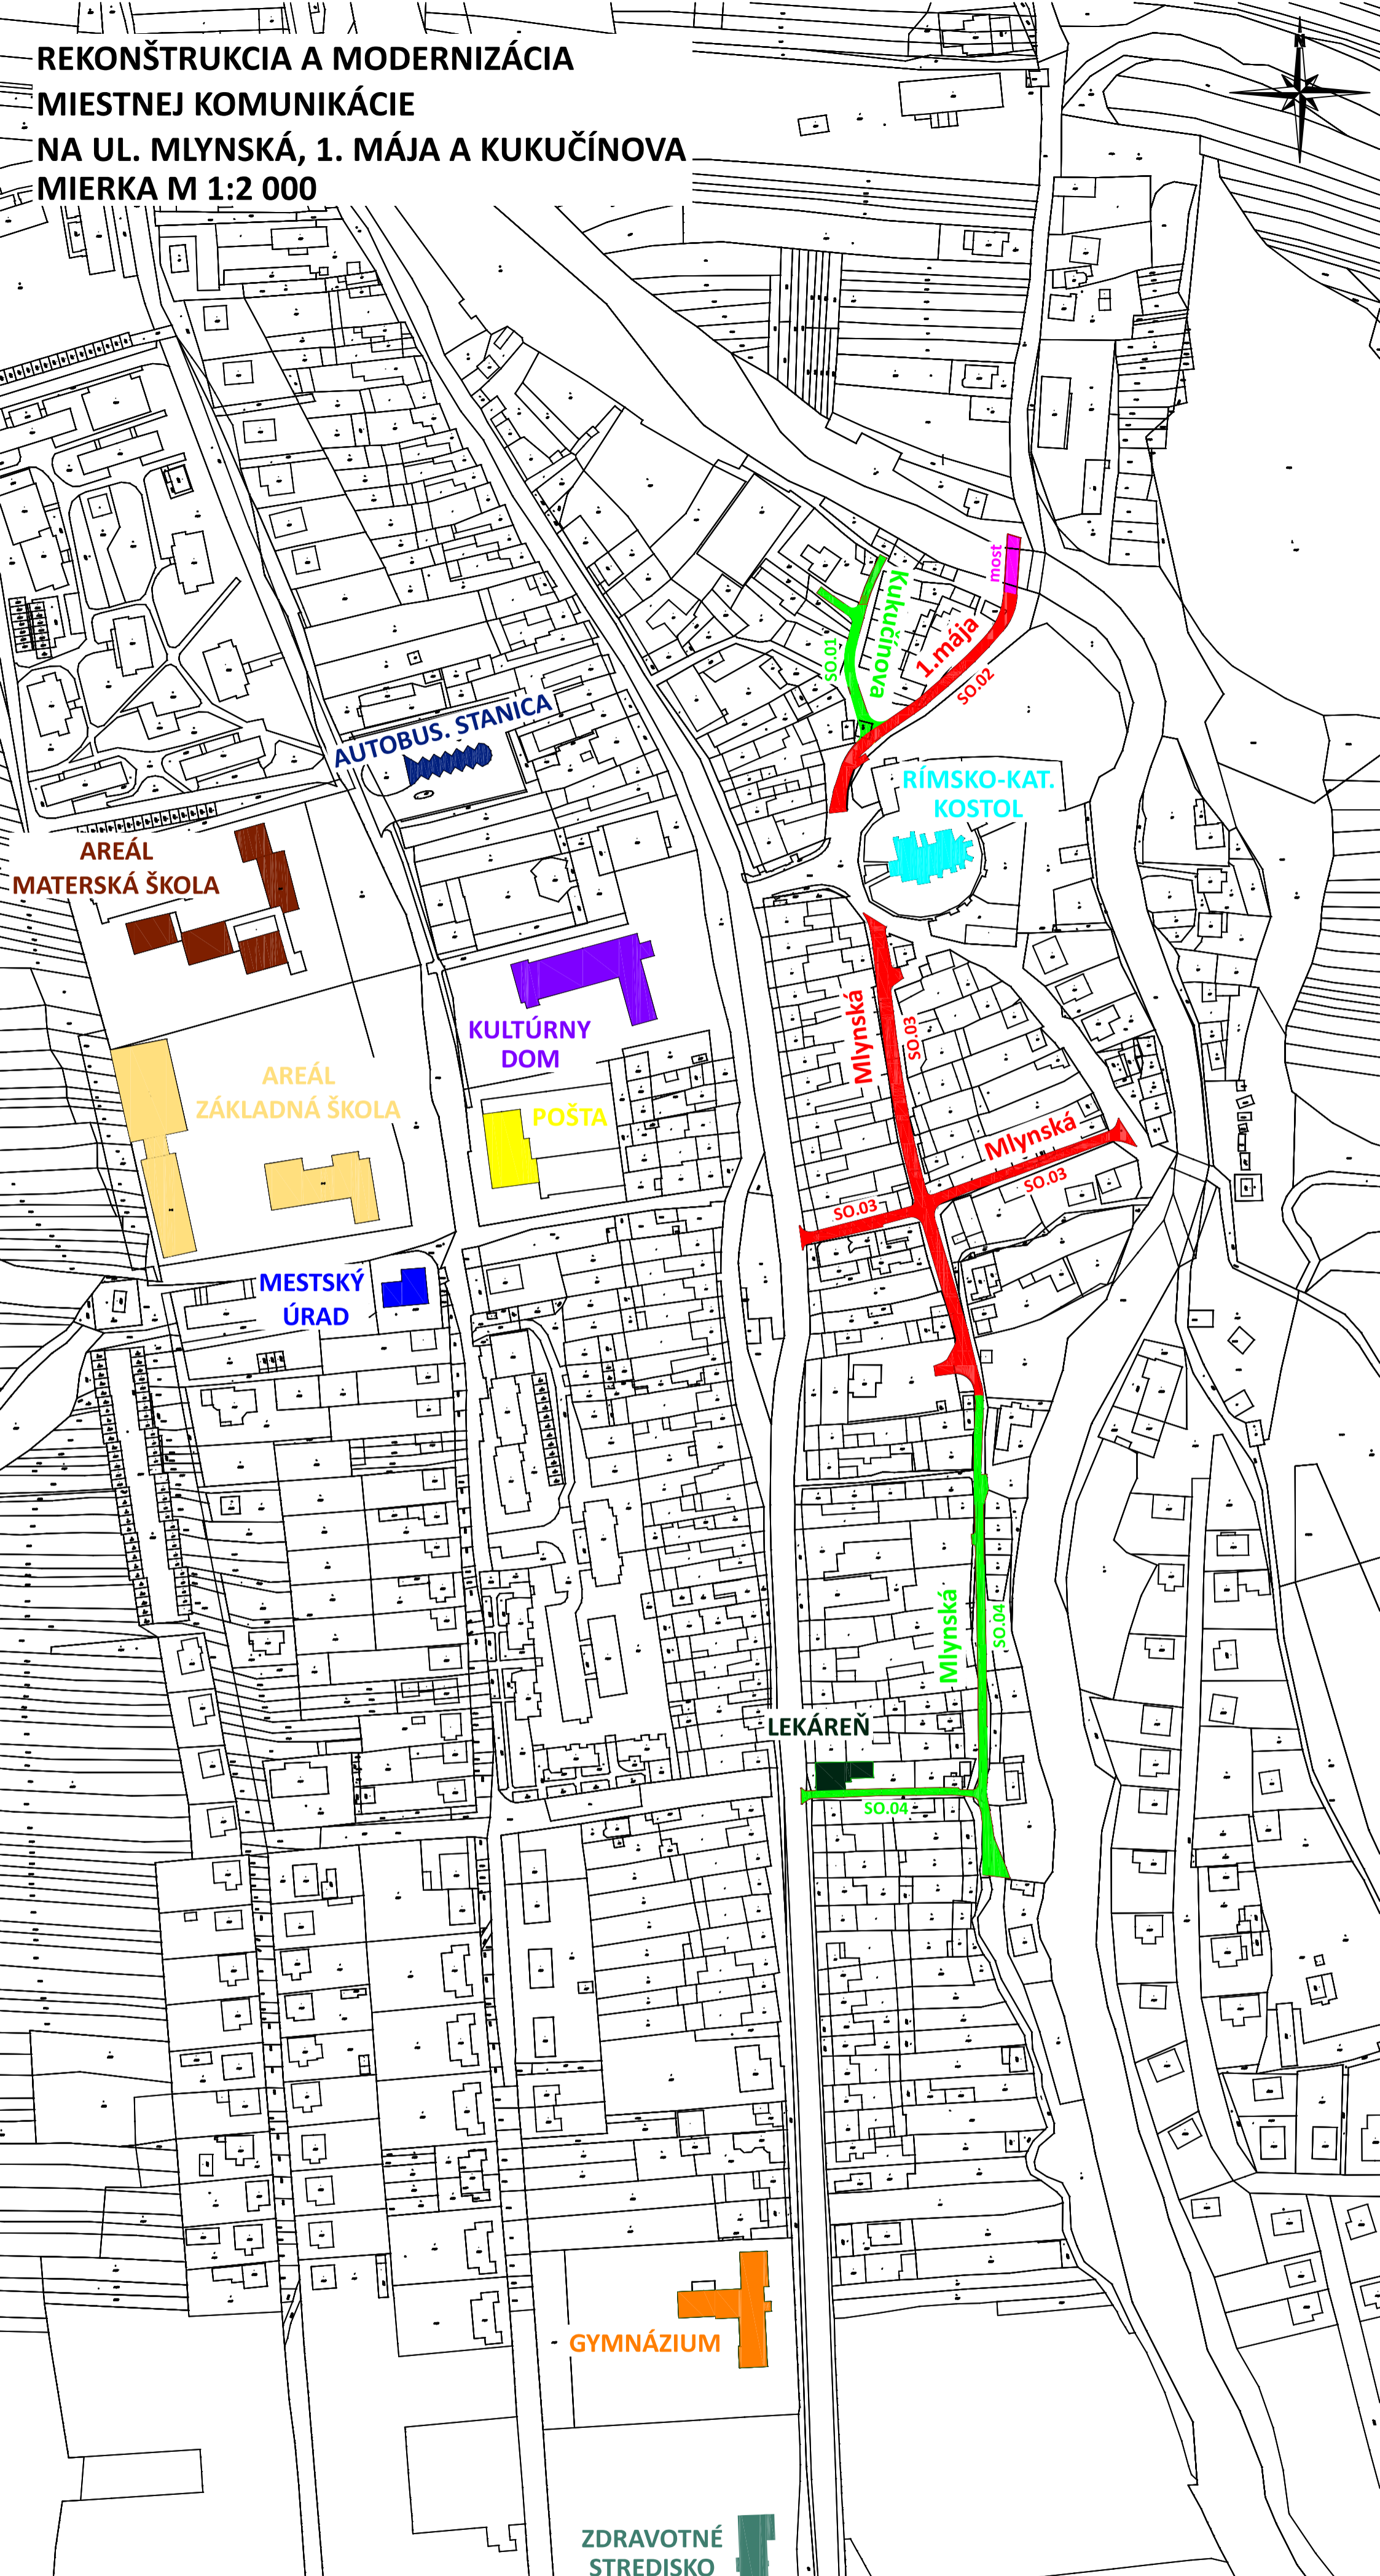 REKONŠTRUKCIA A MODERNIZÁCIA
MIESTNEJ KOMUNIKÁCIE
NA UL. MLYNSKÁ, 1. MÁJA A KUKUČÍNOVA
MIERKA M 1:2 000
N
most
Kukučínova
SO.01
1.mája
SO.02
AUTOBUS. STANICA
RÍMSKO-KAT.
KOSTOL
AREÁL
MATERSKÁ ŠKOLA
Mlynská
SO.03
KULTÚRNY
DOM
AREÁL
ZÁKLADNÁ ŠKOLA
POŠTA
Mlynská
SO.03
SO.03
MESTSKÝ
ÚRAD
Mlynská
SO.04
LEKÁREŇ
SO.04
GYMNÁZIUM
ZDRAVOTNÉ
STREDISKO